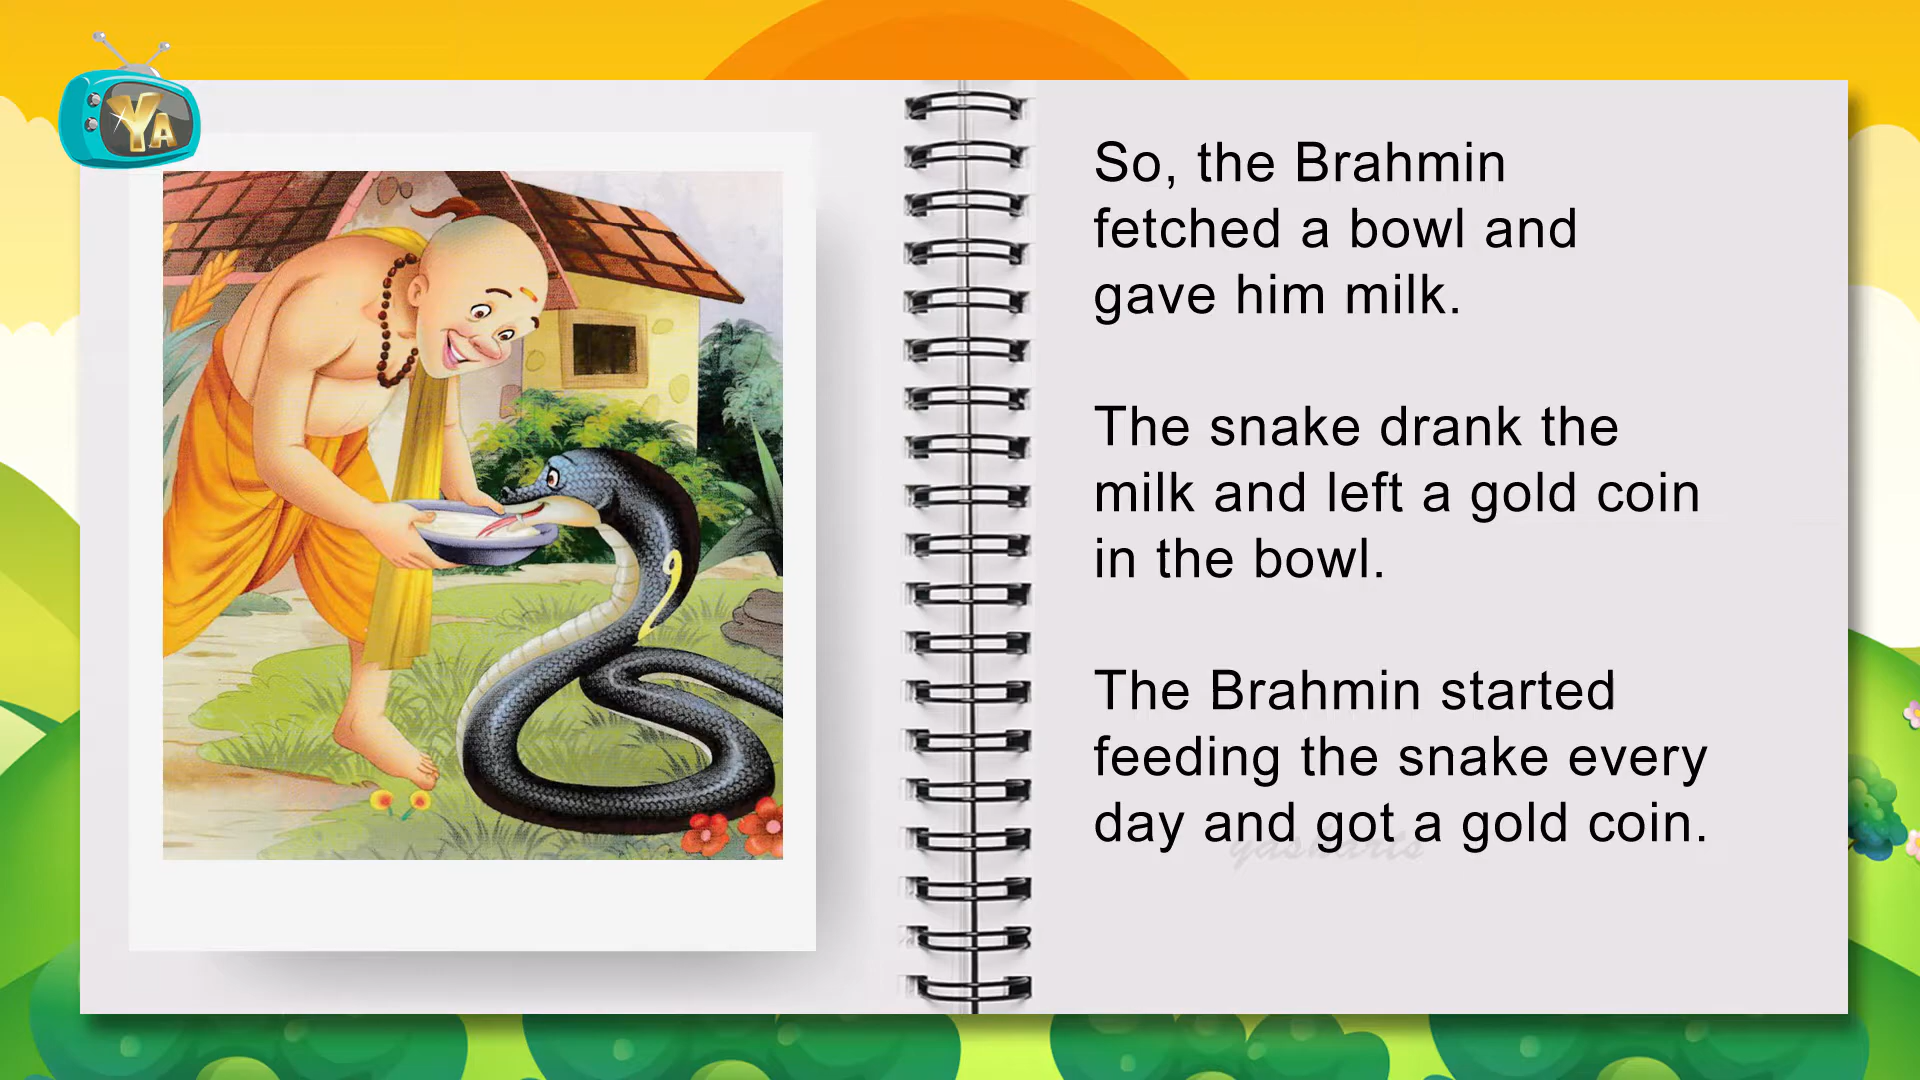 YA
So, the Brahmin
fetched a bowl and
gave him milk.
The snake drank the
milk and left a gold coin
in the bowl.
The Brahmin started
feeding the snake every
day and got a gold coin.